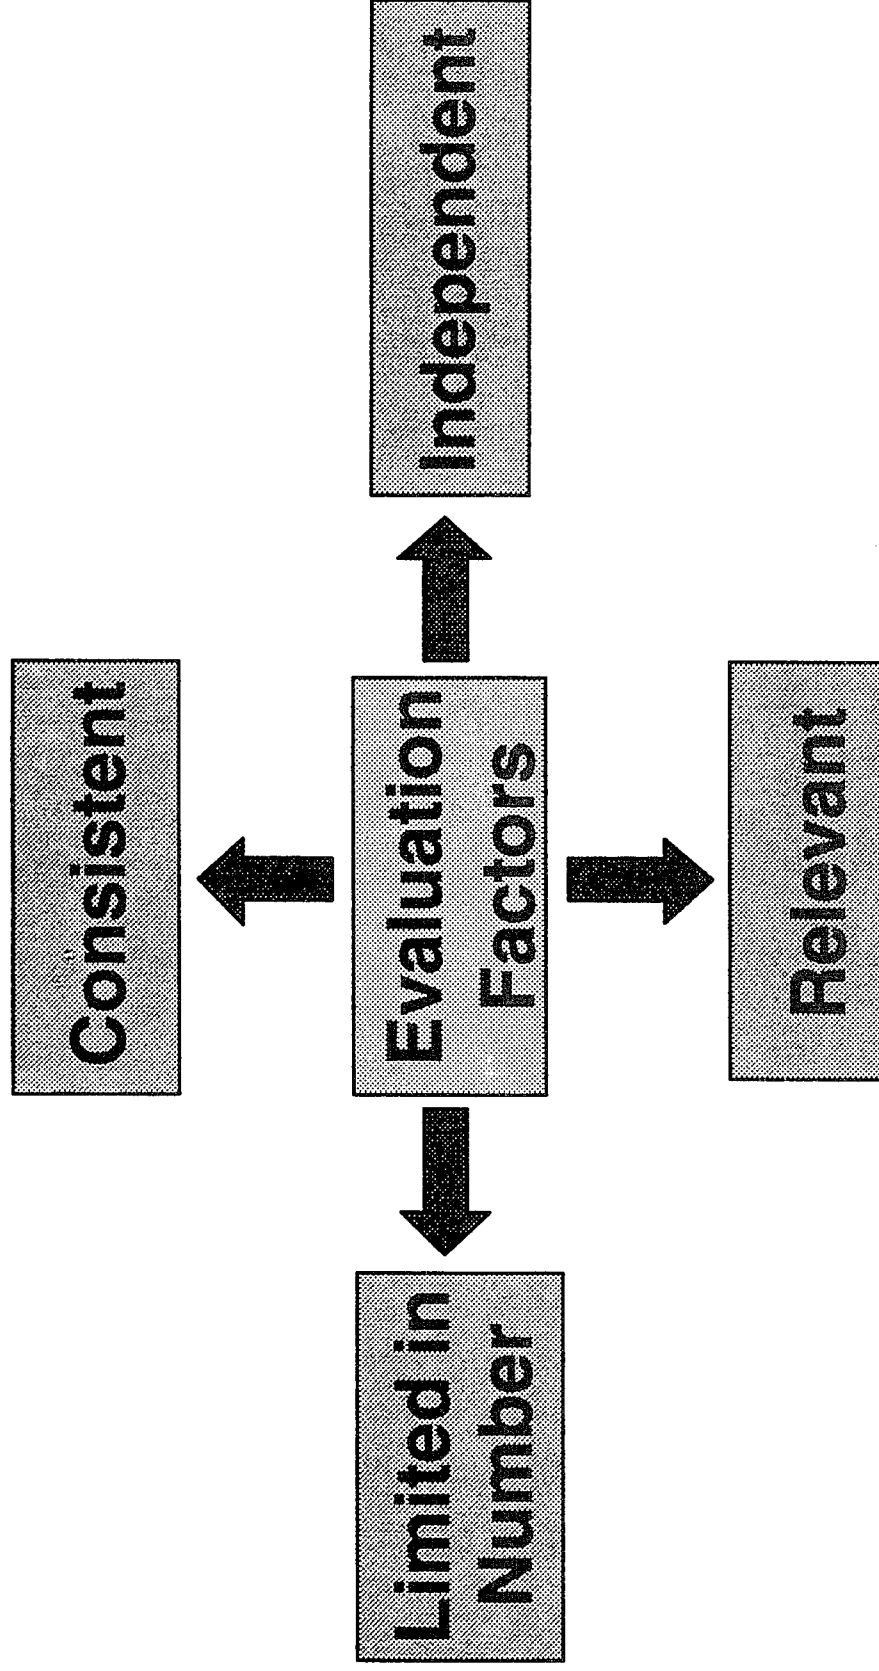 Consistent
Limited in
Number
Evaluation
Factors
Independent
Relevant